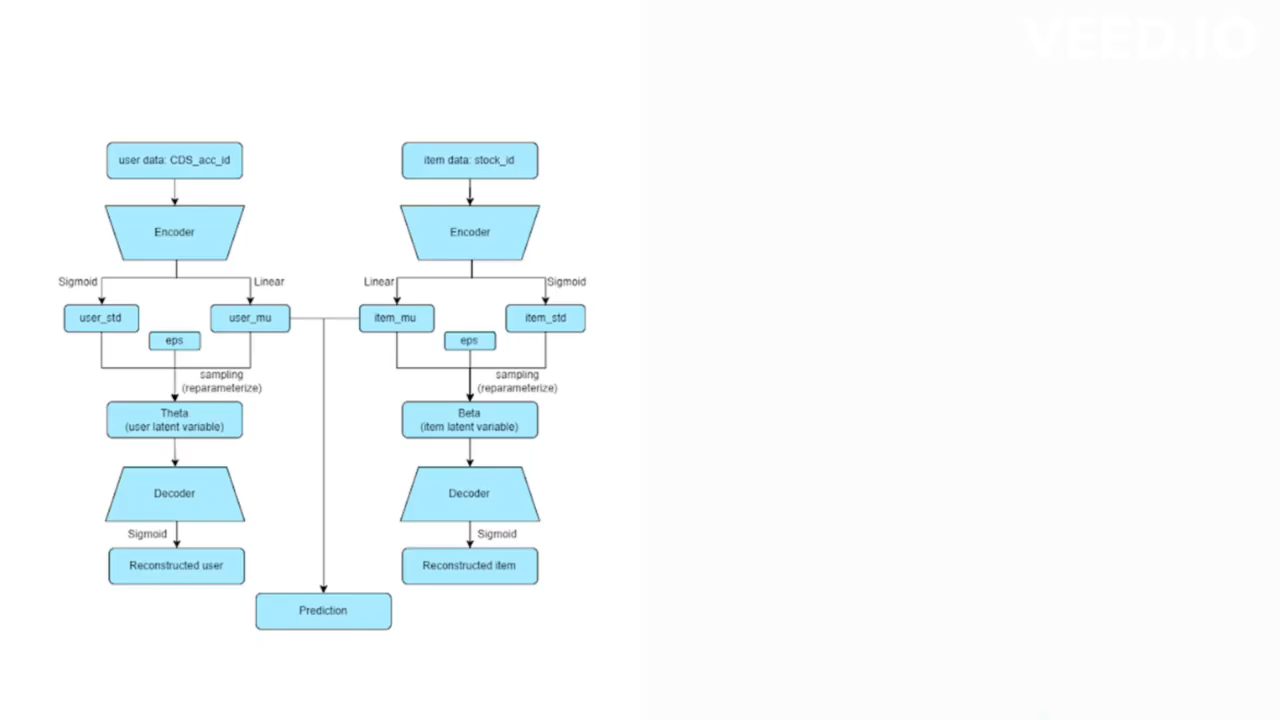 VEED.IO
user data: CDS_acc_id
item data: stock_id
Encoder
Encoder
Sigmoid
Linear
Linear
Sigmoid
user_std
user_mu
item_mu
item_std
eps
eps
sampling
(reparameterize)
sampling
(reparameterize)
Theta
(user latent variable)
Beta
(item latent variable)
Decoder
Decoder
Sigmoid
Sigmoid
Reconstructed user
Reconstructed item
Prediction